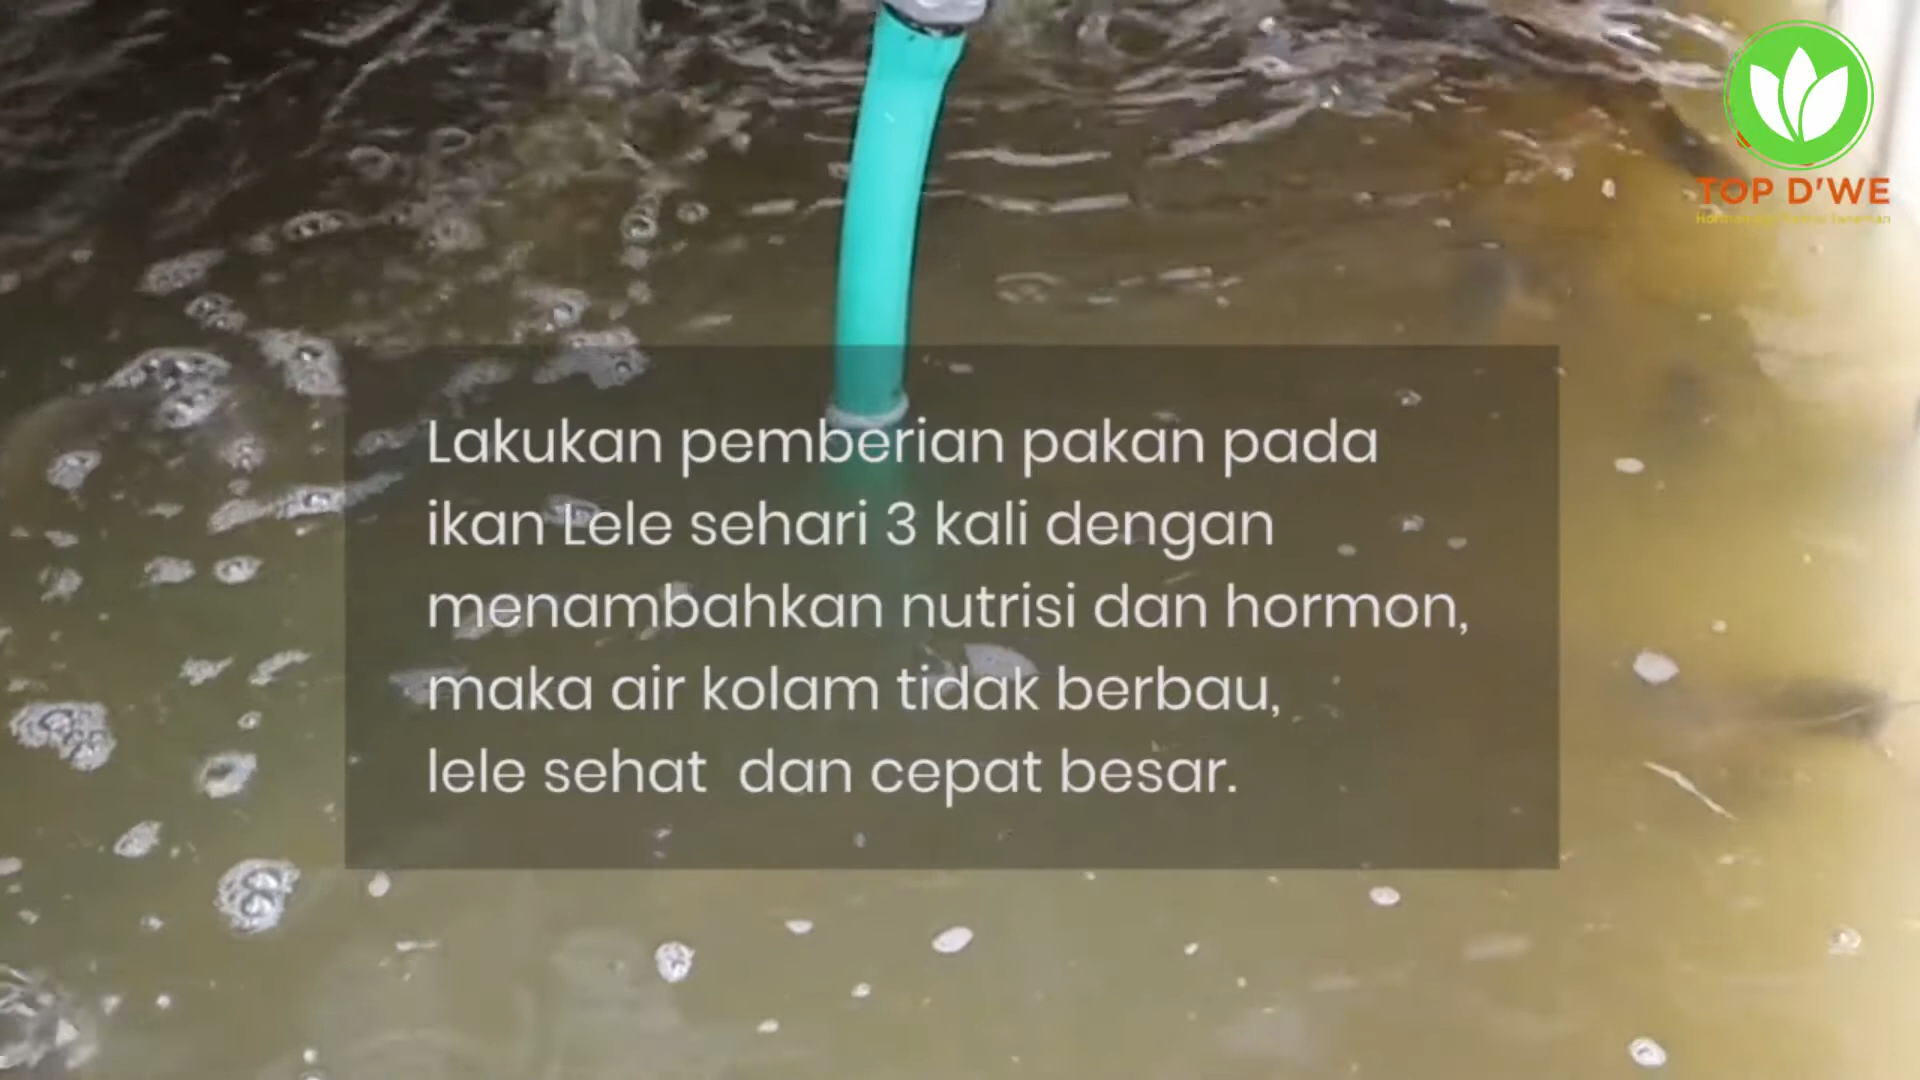 TOP D'WE
Lakukan pemberian pakan pada
ikan Lele sehari 3 kali dengan
menambahkan nutrisi dan hormon,
maka air kolam tidak berbau,
lele sehat  dan cepat besar.